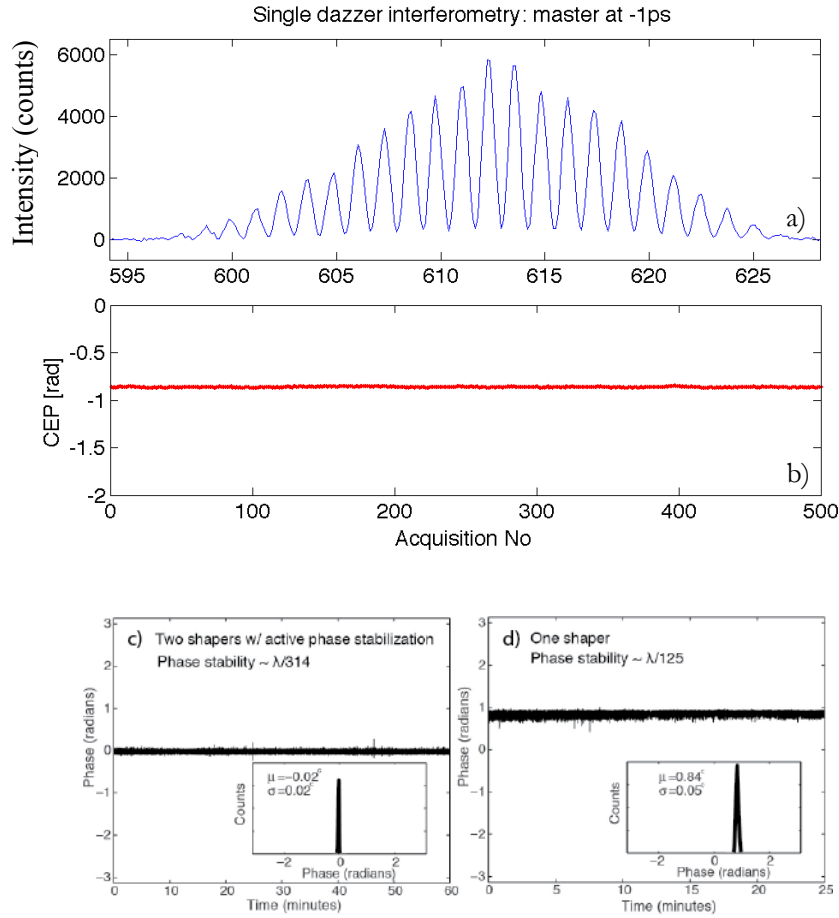 Single dazzer interferometry: master at -1ps
Intensity (counts)
6000
4000
2000
0
a)
595 600 605 610 615 620 625
CEP [rad]
0
-0.5
-1
-1.5
-2
b)
0 100 200 300 400 500
Acquisition No
c) Two shapers w/ active phase stabilization
Phase stability ~ λ/314
Phase (radians)
3
2
1
0
-1
-2
-3
μ=−0.02ᶜ
σ=0.02ᶜ
Counts
-2 0 2
Phase (radians)
0 10 20 30 40 50 60
Time (minutes)
d) One shaper
Phase stability ~ λ/125
Phase (radians)
3
2
1
0
-1
-2
-3
μ=0.84ᶜ
σ=0.05ᶜ
Counts
-2 0 2
Phase (radians)
0 5 10 15 20 25
Time (minutes)